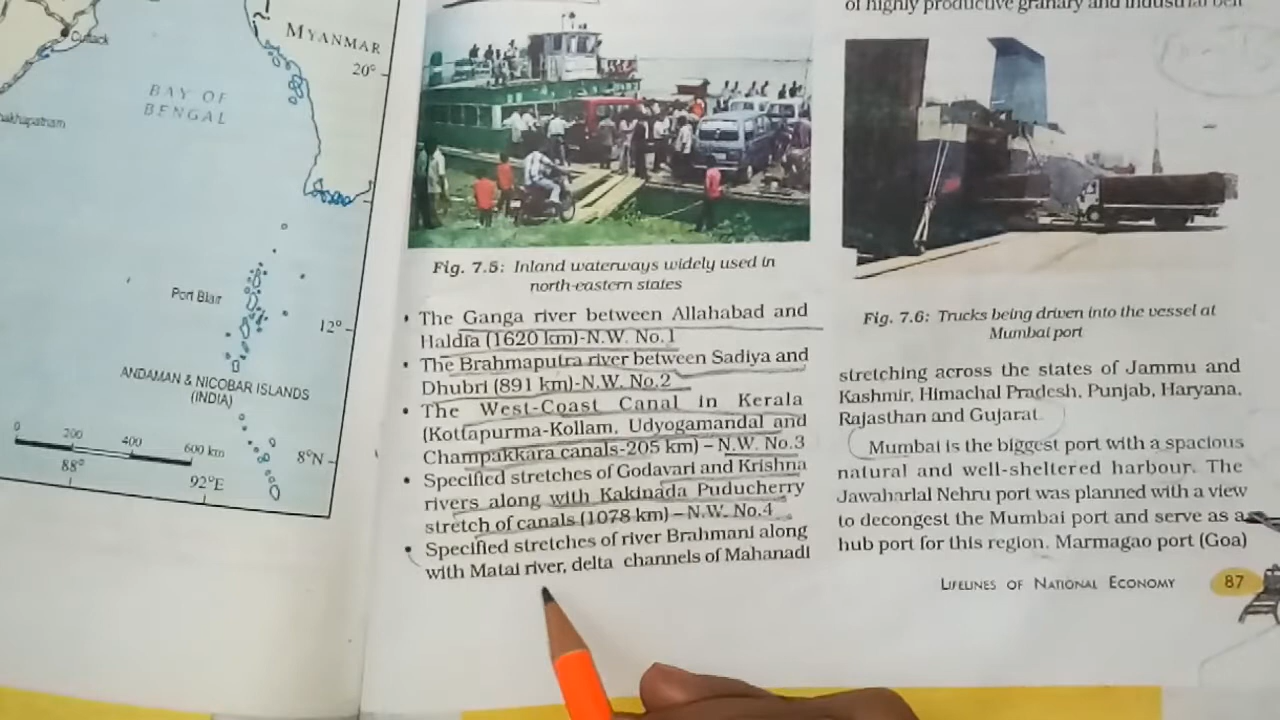 MYANMAR
Cuttack
20°
BAY OF
BENGAL
akhapatnam
Port Blair
12°
ANDAMAN & NICOBAR ISLANDS
(INDIA)
0 200 400 600 km
8°N
88° 92°E
Fig. 7.5: Inland waterways widely used in
north-eastern states
• The Ganga river between Allahabad and
Haldia (1620 km)-N.W. No.1
• The Brahmaputra river between Sadiya and
Dhubri (891 km)-N.W. No.2
• The West-Coast Canal in Kerala
(Kottapurma-Kollam, Udyogamandal and
Champakkara canals-205 km) – N.W. No.3
• Specified stretches of Godavari and Krishna
rivers along with Kakinada Puducherry
stretch of canals (1078 km) – N.W. No.4
• Specified stretches of river Brahmani along
with Matai river, delta channels of Mahanadi
of highly productive granary and industrial belt
Fig. 7.6: Trucks being driven into the vessel at
Mumbai port
stretching across the states of Jammu and
Kashmir, Himachal Pradesh, Punjab, Haryana,
Rajasthan and Gujarat.
Mumbai is the biggest port with a spacious
natural and well-sheltered harbour. The
Jawaharlal Nehru port was planned with a view
to decongest the Mumbai port and serve as a
hub port for this region. Marmagao port (Goa)
LIFELINES OF NATIONAL ECONOMY 87